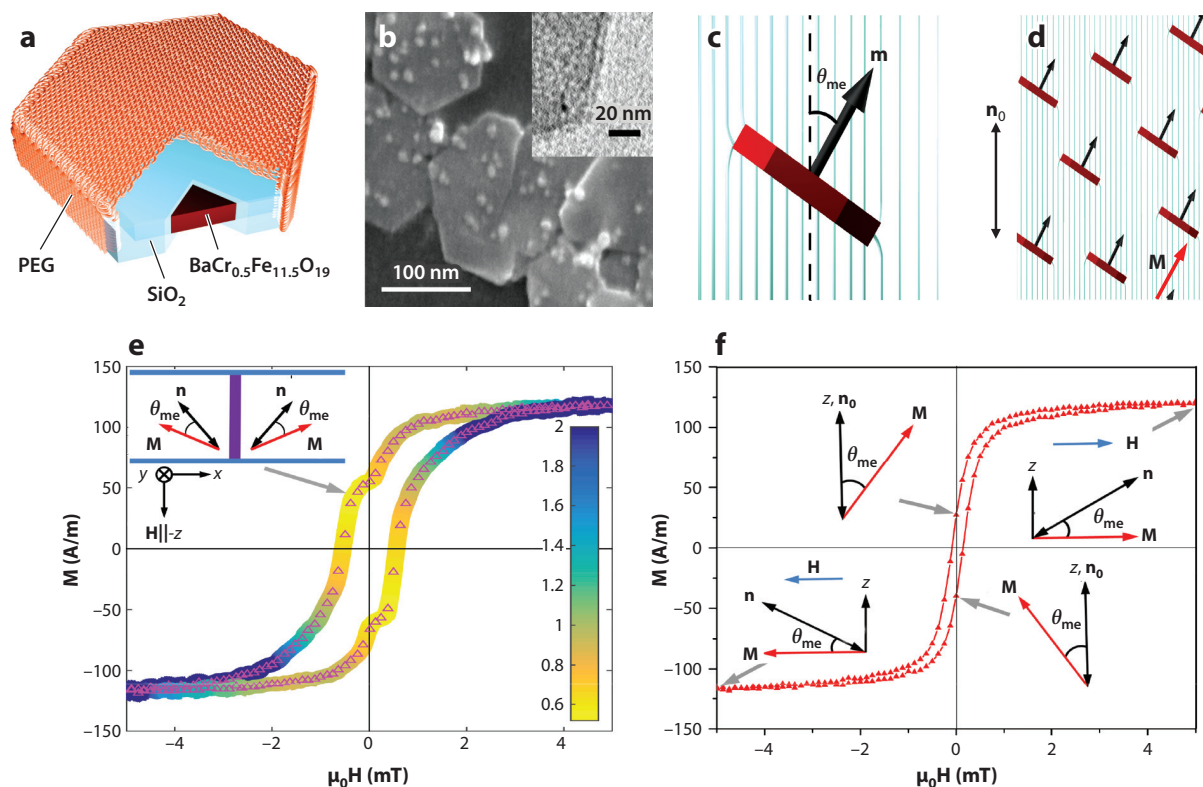 a
PEG
SiO2
BaCr0.5Fe11.5O19
b
20 nm
100 nm
c
m
θme
d
n0
M
e
M (A/m)
150
100
50
0
−50
−100
−150
−4
−2
0
2
4
μ0H (mT)
n
n
θme
θme
M
M
y
x
H||-z
2
1.8
1.6
1.4
1.2
1
0.8
0.6
f
M (A/m)
150
100
50
0
−50
−100
−150
−4
−2
0
2
4
μ0H (mT)
z, n0
M
θme
H
z
n
θme
M
H
z
n
θme
M
z, n0
M
θme